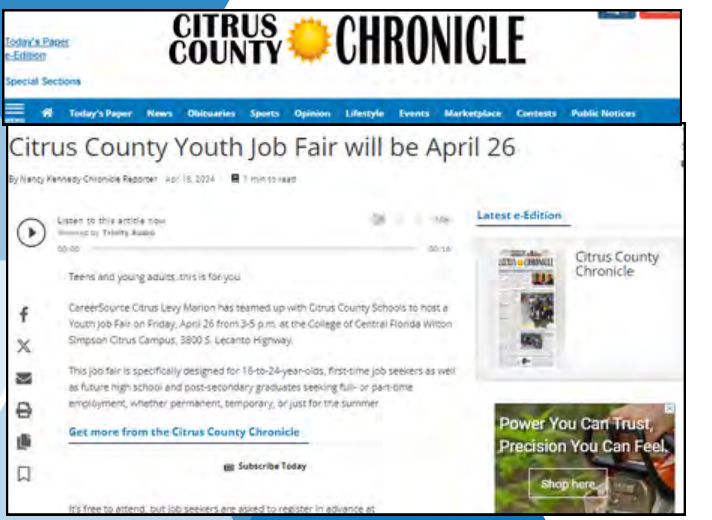 Today's Paper
e-Edition
Special Sections
CITRUS COUNTY CHRONICLE
Today's Paper News Obituaries Sports Opinion Lifestyle Events Marketplace Contests Public Notices
Citrus County Youth Job Fair will be April 26
By Nancy Kennedy Chronicle Reporter Apr 2024 1 min to read
Listen to this article now
Powered by Trinity Audio
00:00 00:16
Latest e-Edition
Citrus County
Chronicle
Teens and young adults, this is for you.
CareerSource Citrus Levy Marion has teamed up with Citrus County Schools to host a
Youth Job Fair on Friday, April 26 from 3-5 p.m. at the College of Central Florida Wilton
Simpson Citrus Campus, 3800 S. Lecanto Highway.
This job fair is specifically designed for 16-to-24-year-olds, first-time job seekers as well
as future high school and post-secondary graduates seeking full- or part-time
employment, whether permanent, temporary, or just for the summer.
Get more from the Citrus County Chronicle
Subscribe Today
It's free to attend, but job seekers are asked to register in advance at
Power You Can Trust,
Precision You Can Feel.
Shop here